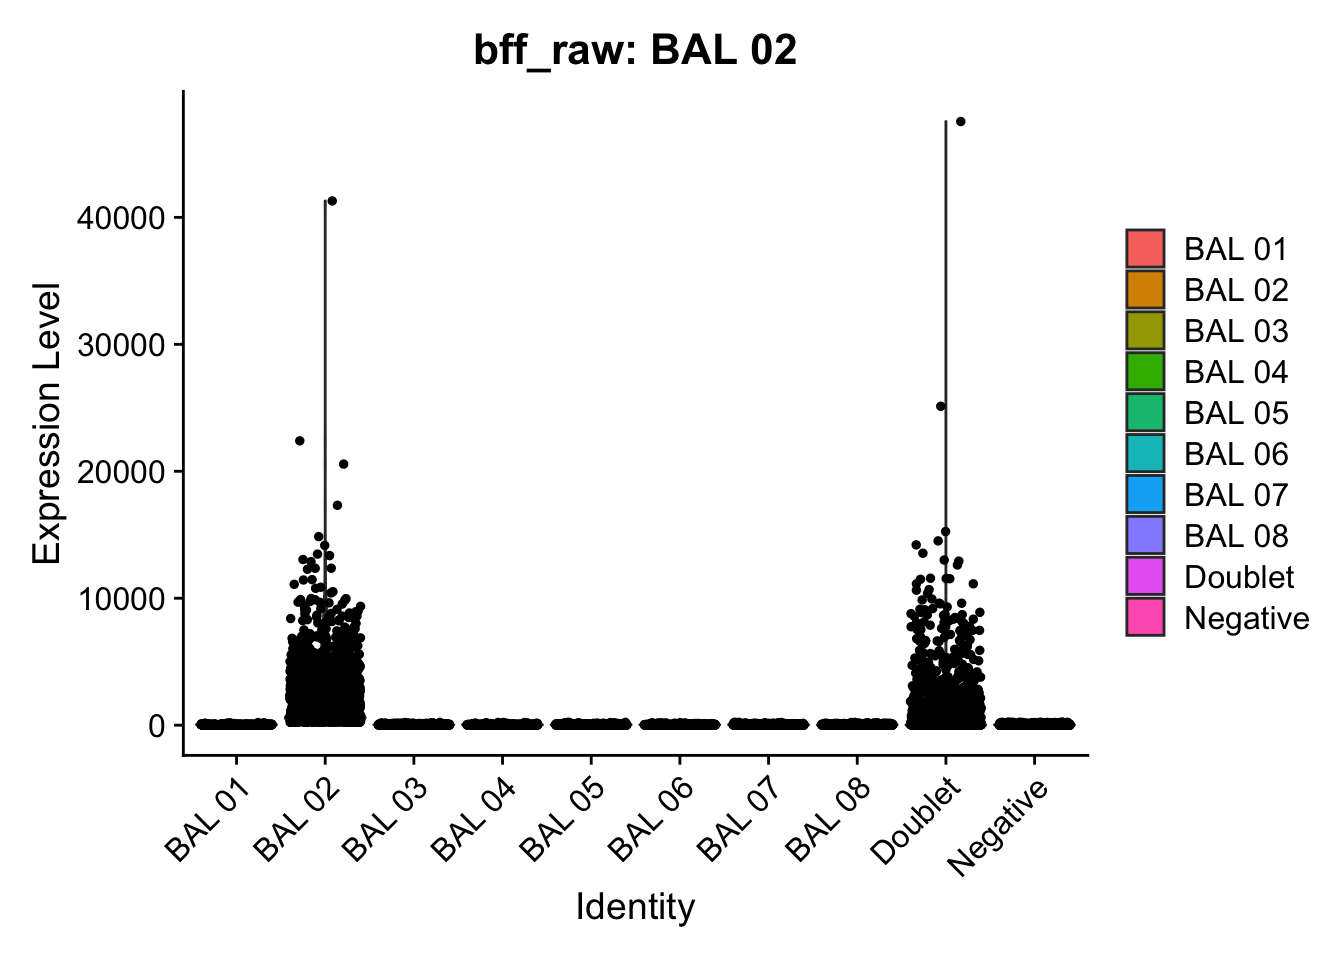 bff_raw: BAL 02
Expression Level
40000
30000
20000
10000
0
BAL 01
BAL 02
BAL 03
BAL 04
BAL 05
BAL 06
BAL 07
BAL 08
Doublet
Negative
Identity
BAL 01
BAL 02
BAL 03
BAL 04
BAL 05
BAL 06
BAL 07
BAL 08
Doublet
Negative